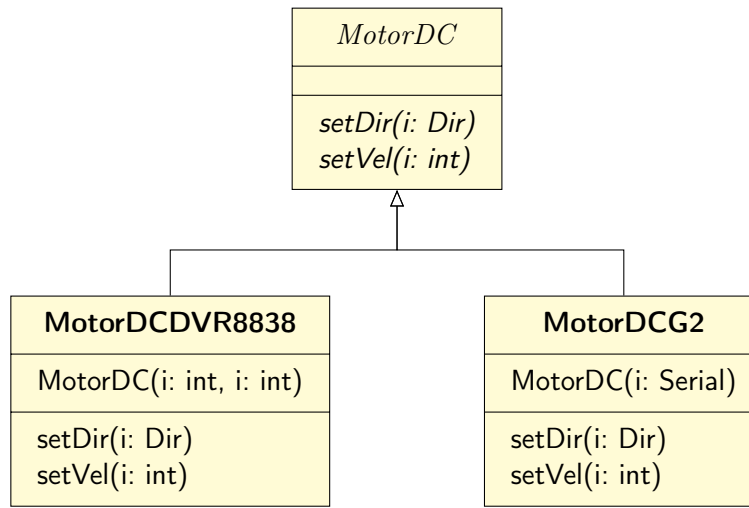 MotorDC
setDir(i: Dir)
setVel(i: int)
MotorDCDVR8838
MotorDC(i: int, i: int)
setDir(i: Dir)
setVel(i: int)
MotorDCG2
MotorDC(i: Serial)
setDir(i: Dir)
setVel(i: int)